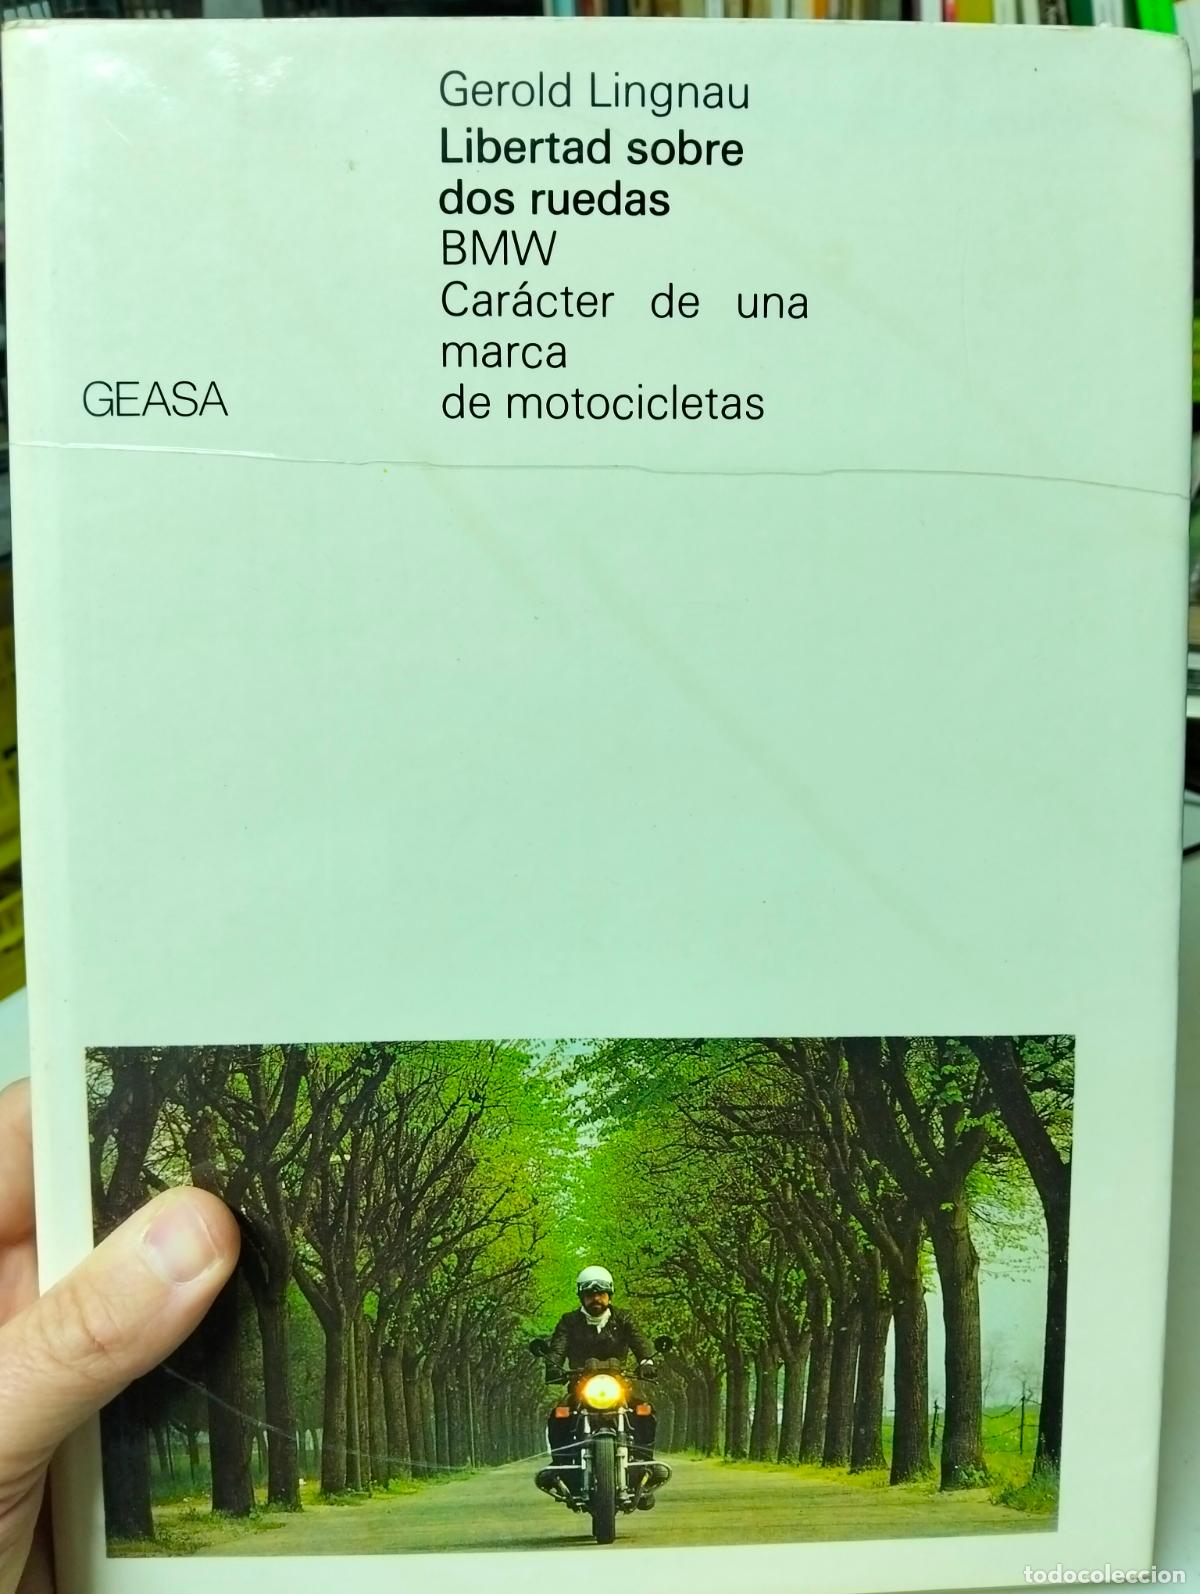 Gerold Lingnau
Libertad sobre
dos ruedas
BMW
Carácter de una
marca
de motocicletas
GEASA
todocoleccion